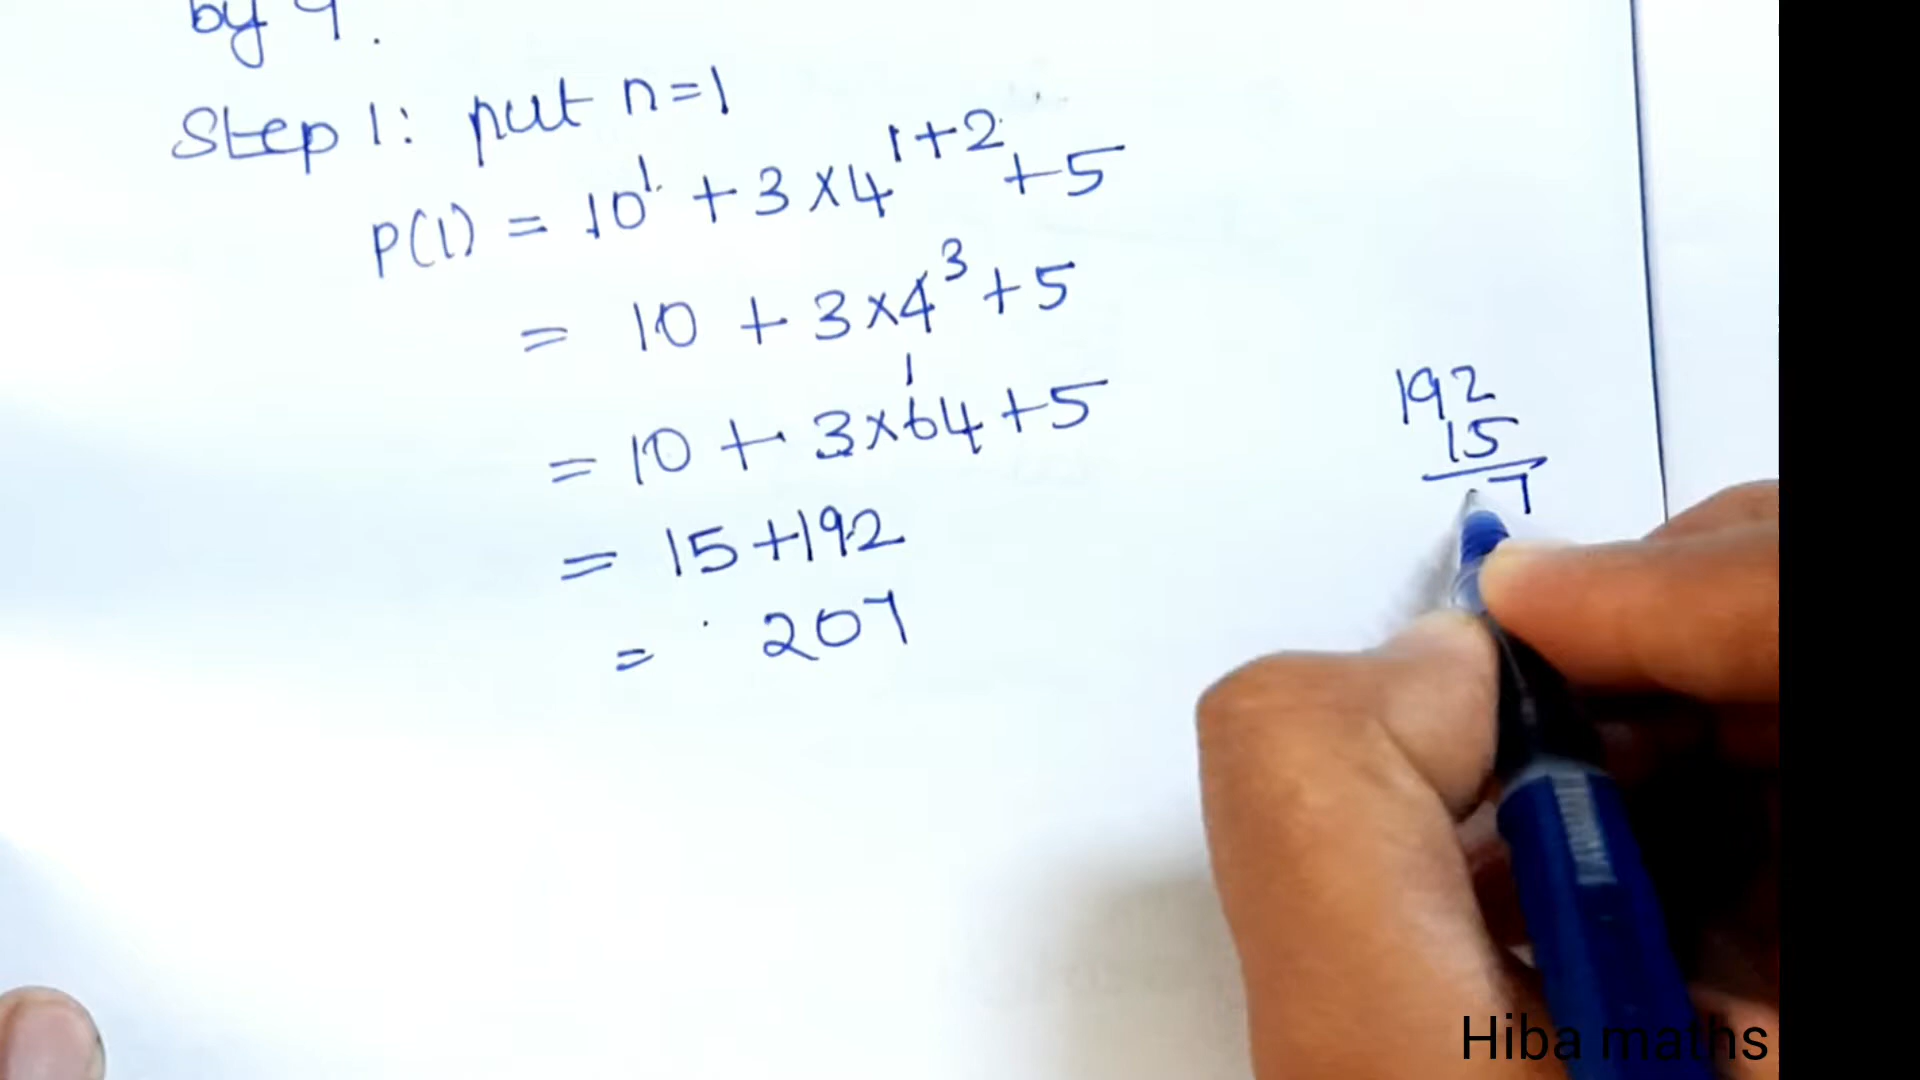 by 9.
Step 1: put n=1
P(1) = 10¹ + 3×4¹⁺² + 5
= 10 + 3×4³ + 5
1
= 10 + 3×64 + 5
= 15+192
= 207
192
15
7
Hiba maths